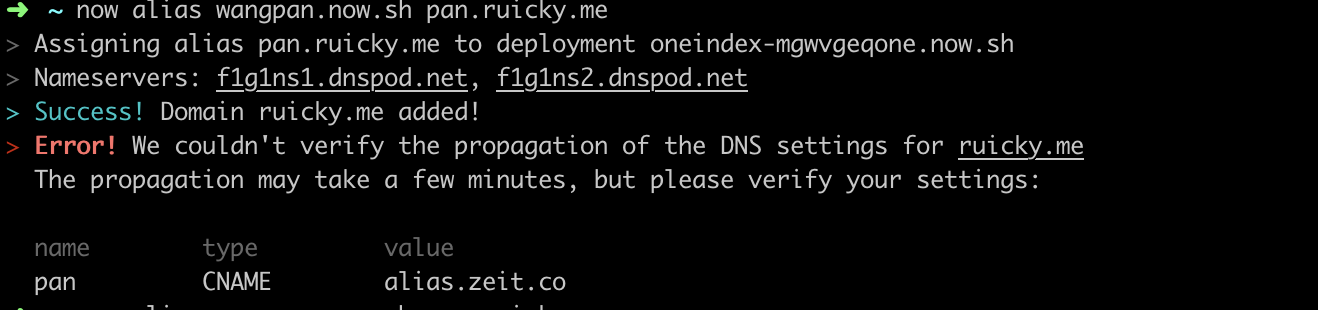 ➜ ~ now alias wangpan.now.sh pan.ruicky.me
> Assigning alias pan.ruicky.me to deployment oneindex-mgwvgeqone.now.sh
> Nameservers: f1g1ns1.dnspod.net, f1g1ns2.dnspod.net
> Success! Domain ruicky.me added!
> Error! We couldn't verify the propagation of the DNS settings for ruicky.me
The propagation may take a few minutes, but please verify your settings:
name type value
pan CNAME alias.zeit.co